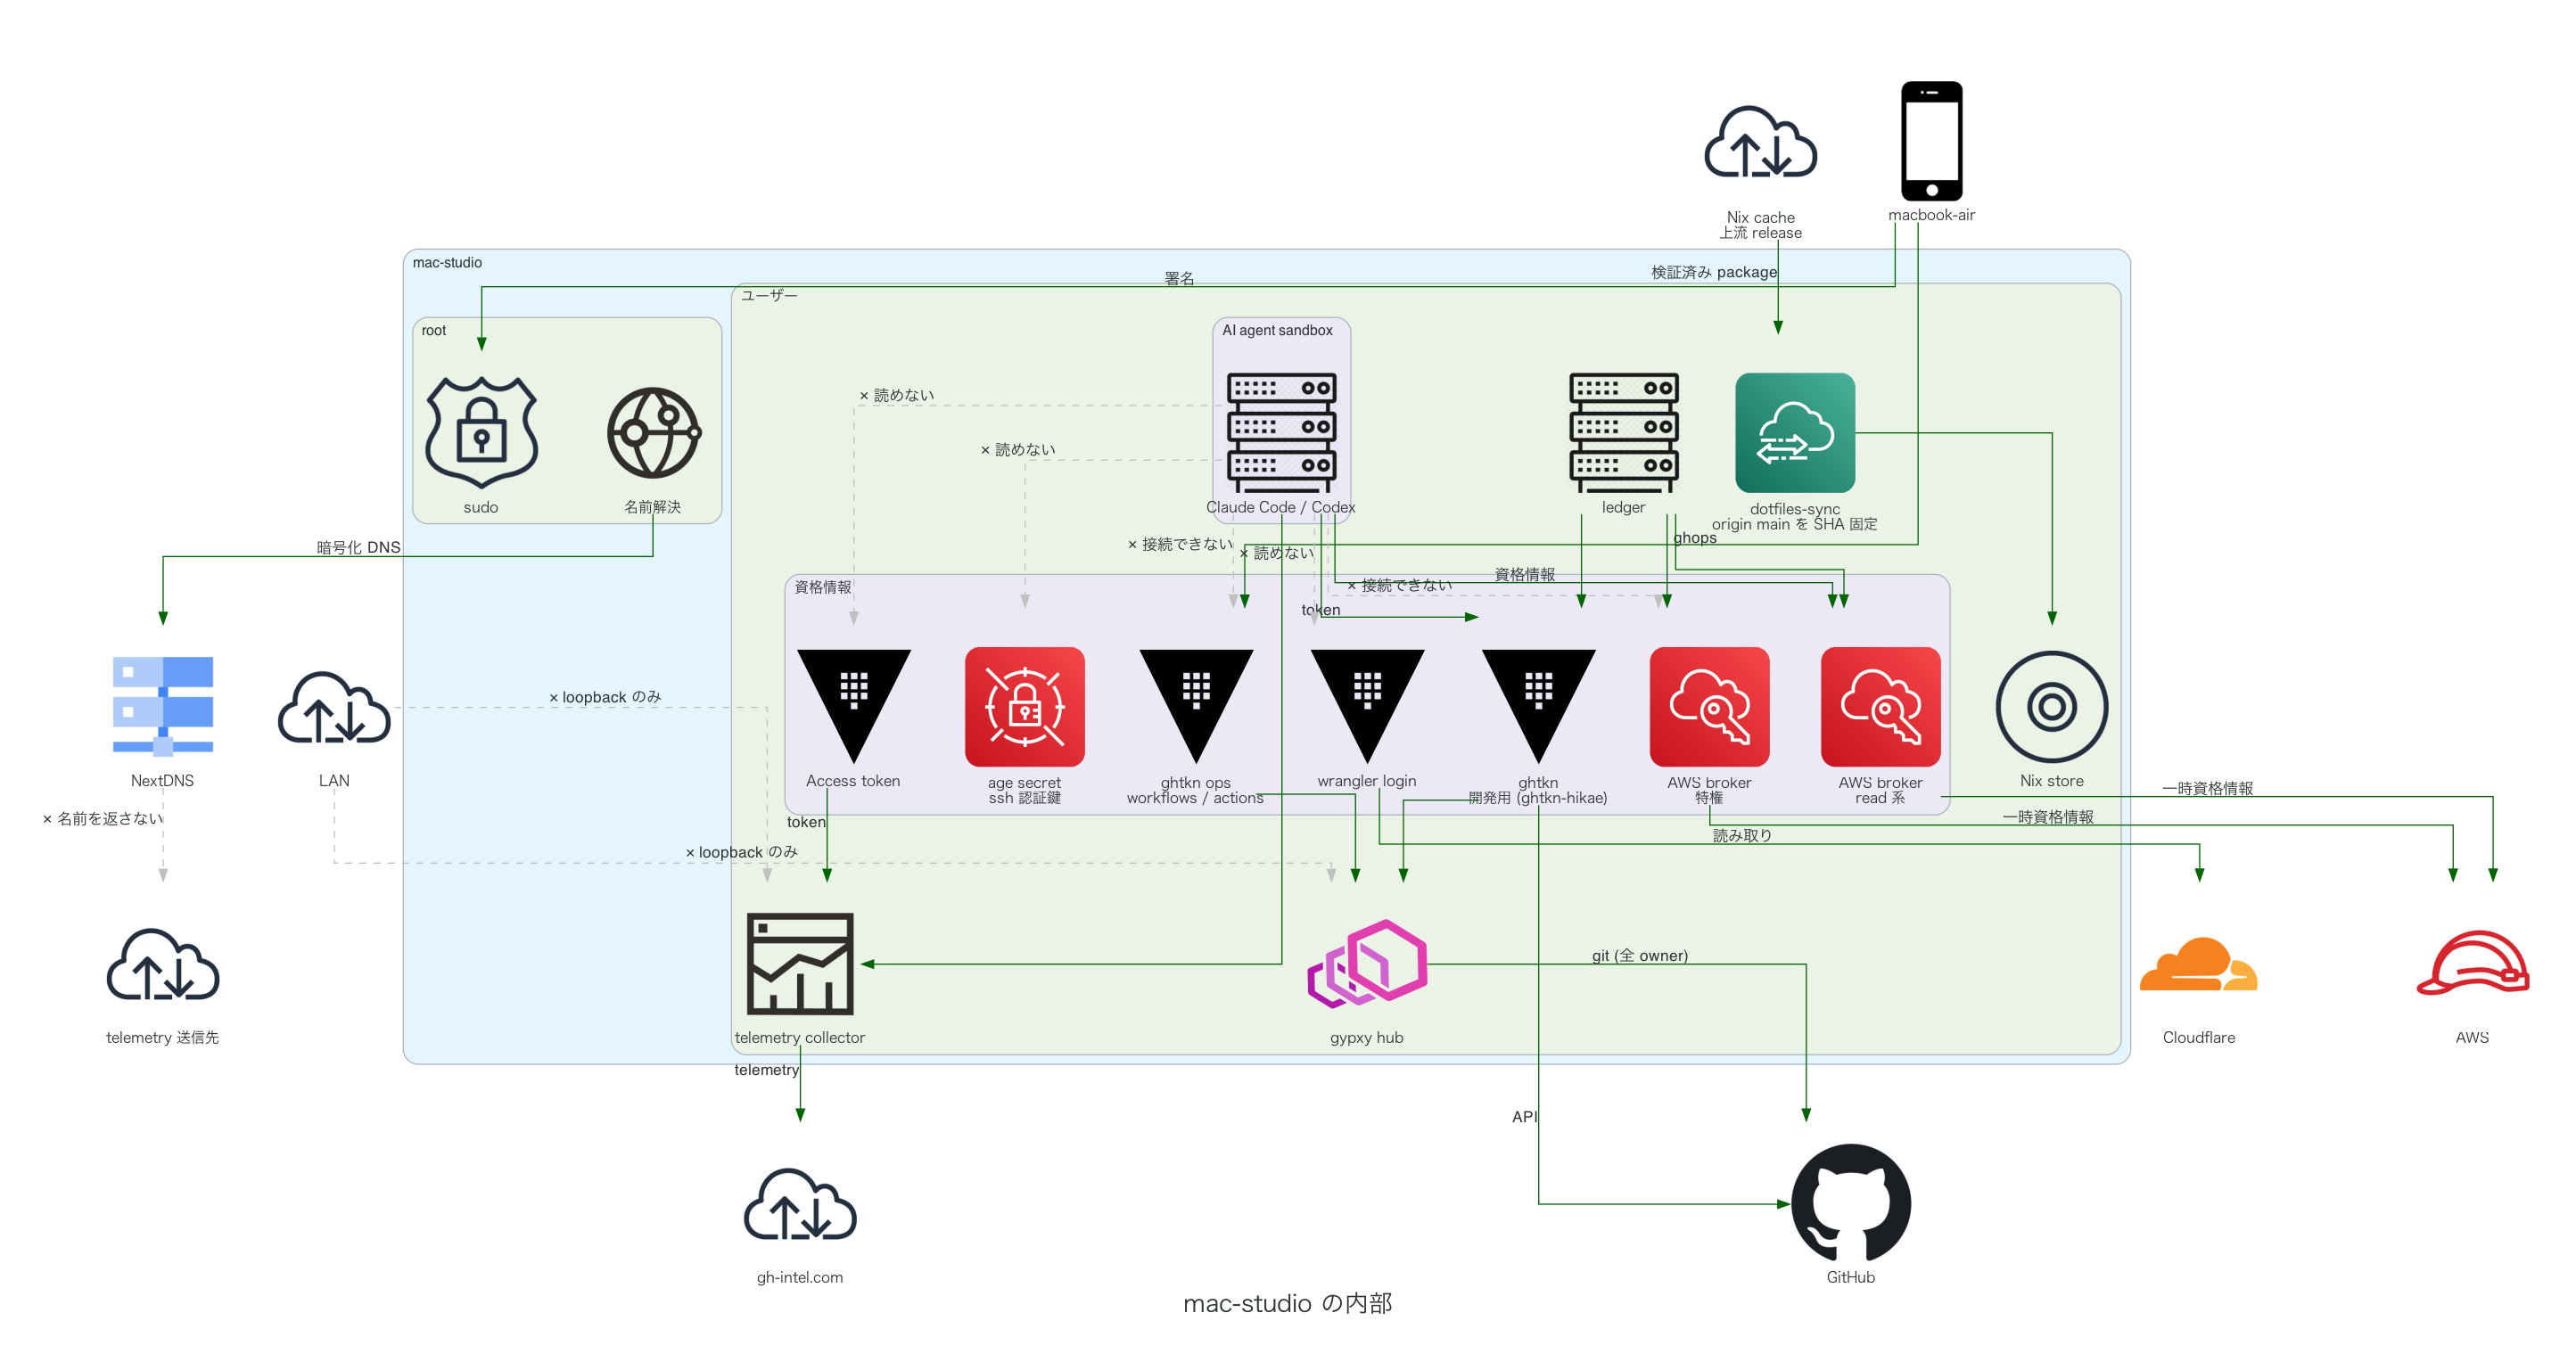 Nix cache
上流 release
macbook-air
mac-studio
署名
検証済み package
ユーザー
root
AI agent sandbox
× 読めない
× 読めない
sudo
名前解決
Claude Code / Codex
ledger
dotfiles-sync
origin main を SHA 固定
暗号化 DNS
× 接続できない
× 読めない
ghops
資格情報
資格情報
× 接続できない
token
× loopback のみ
NextDNS
LAN
Access token
age secret
ssh 認証鍵
ghtkn ops
workflows / actions
wrangler login
ghtkn
開発用 (ghtkn-hikae)
AWS broker
特権
AWS broker
read 系
Nix store
一時資格情報
× 名前を返さない
token
一時資格情報
読み取り
× loopback のみ
git (全 owner)
telemetry 送信先
telemetry collector
gypxy hub
Cloudflare
AWS
telemetry
API
gh-intel.com
GitHub
mac-studio の内部